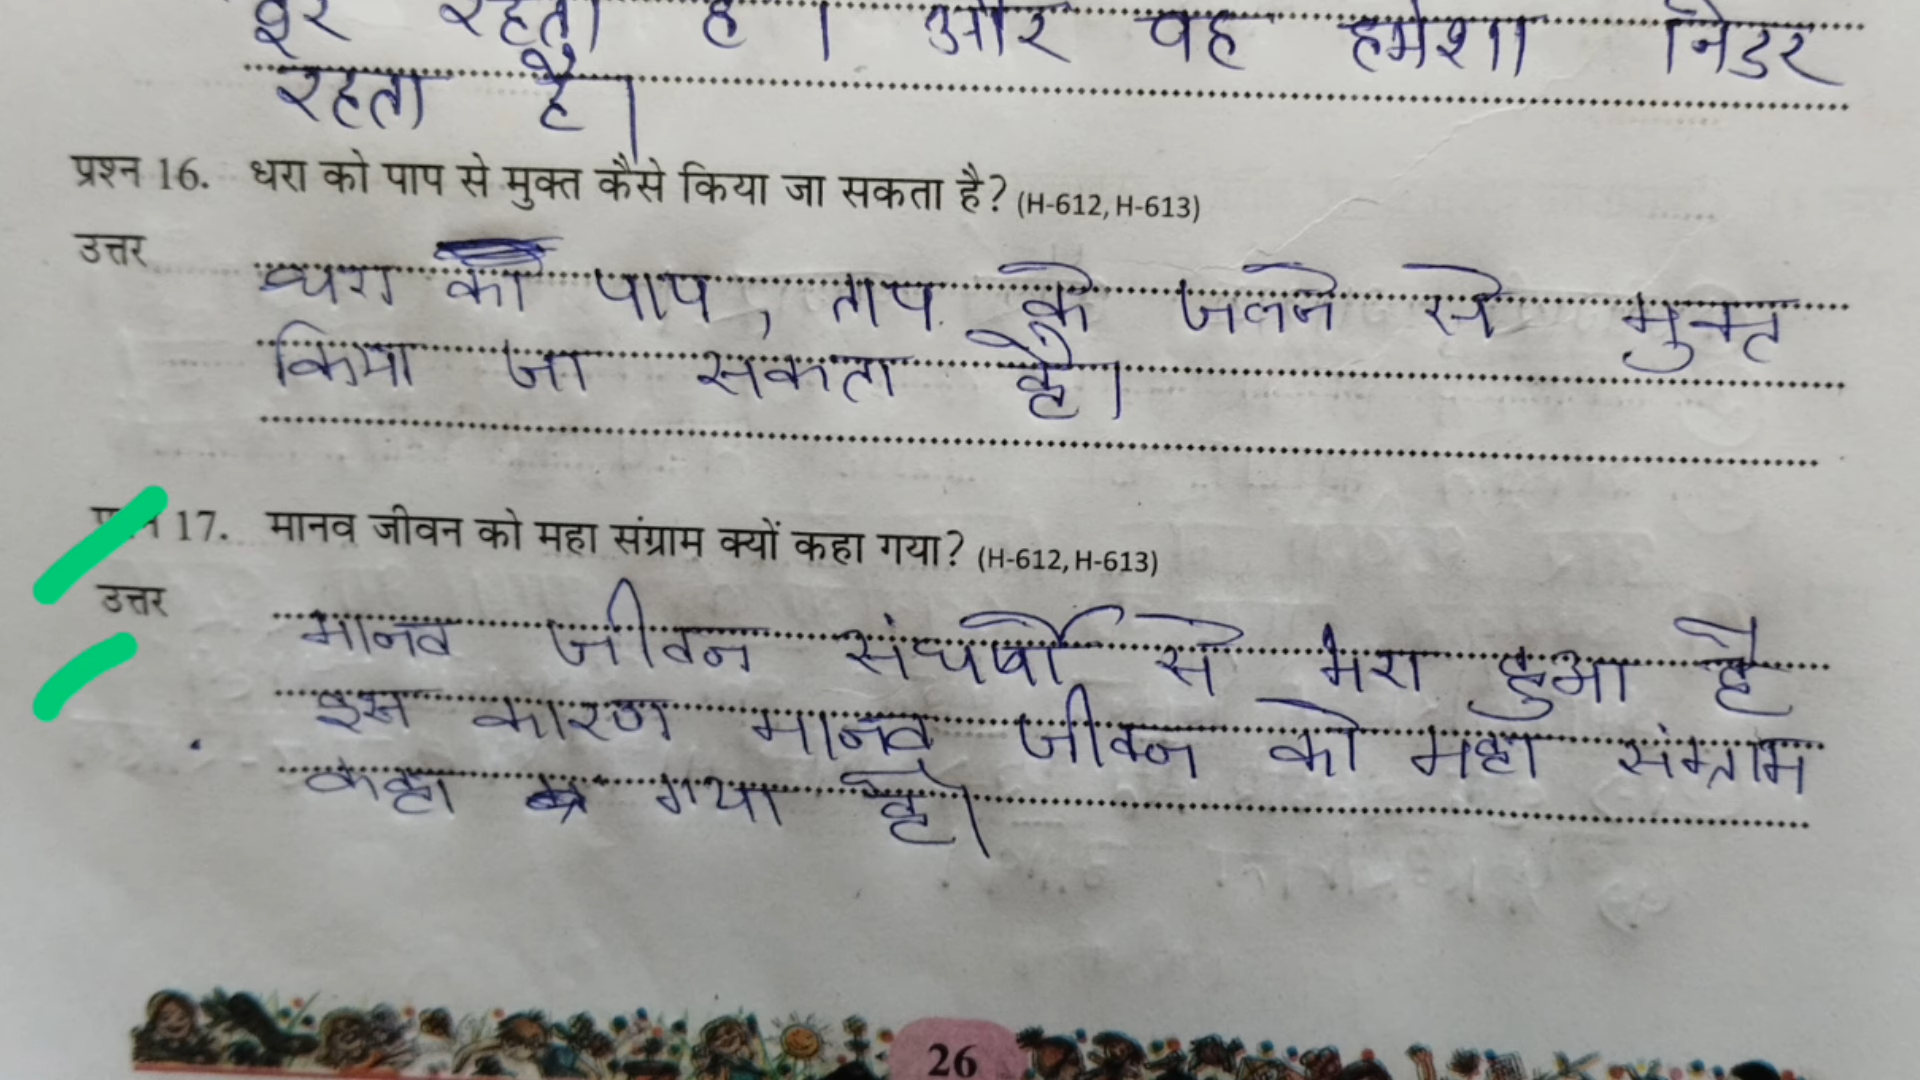 दूर रहता है। और वह हमेशा निडर
रहता है।
प्रश्न 16. धरा को पाप से मुक्त कैसे किया जा सकता है? (H-612, H-613)
उत्तर
धरा को पाप, ताप के जलने से मुक्त
किया जा सकता है।
17. मानव जीवन को महा संग्राम क्यों कहा गया? (H-612, H-613)
उत्तर
मानव जीवन संघर्षो से भरा हुआ है
इस कारण मानव जीवन को महा संग्राम
कहा गया है।
26